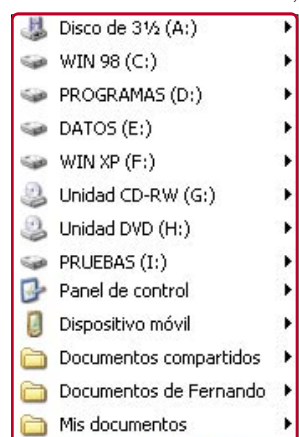 Disco de 3½ (A:)
WIN 98 (C:)
PROGRAMAS (D:)
DATOS (E:)
WIN XP (F:)
Unidad CD-RW (G:)
Unidad DVD (H:)
PRUEBAS (I:)
Panel de control
Dispositivo móvil
Documentos compartidos
Documentos de Fernando
Mis documentos